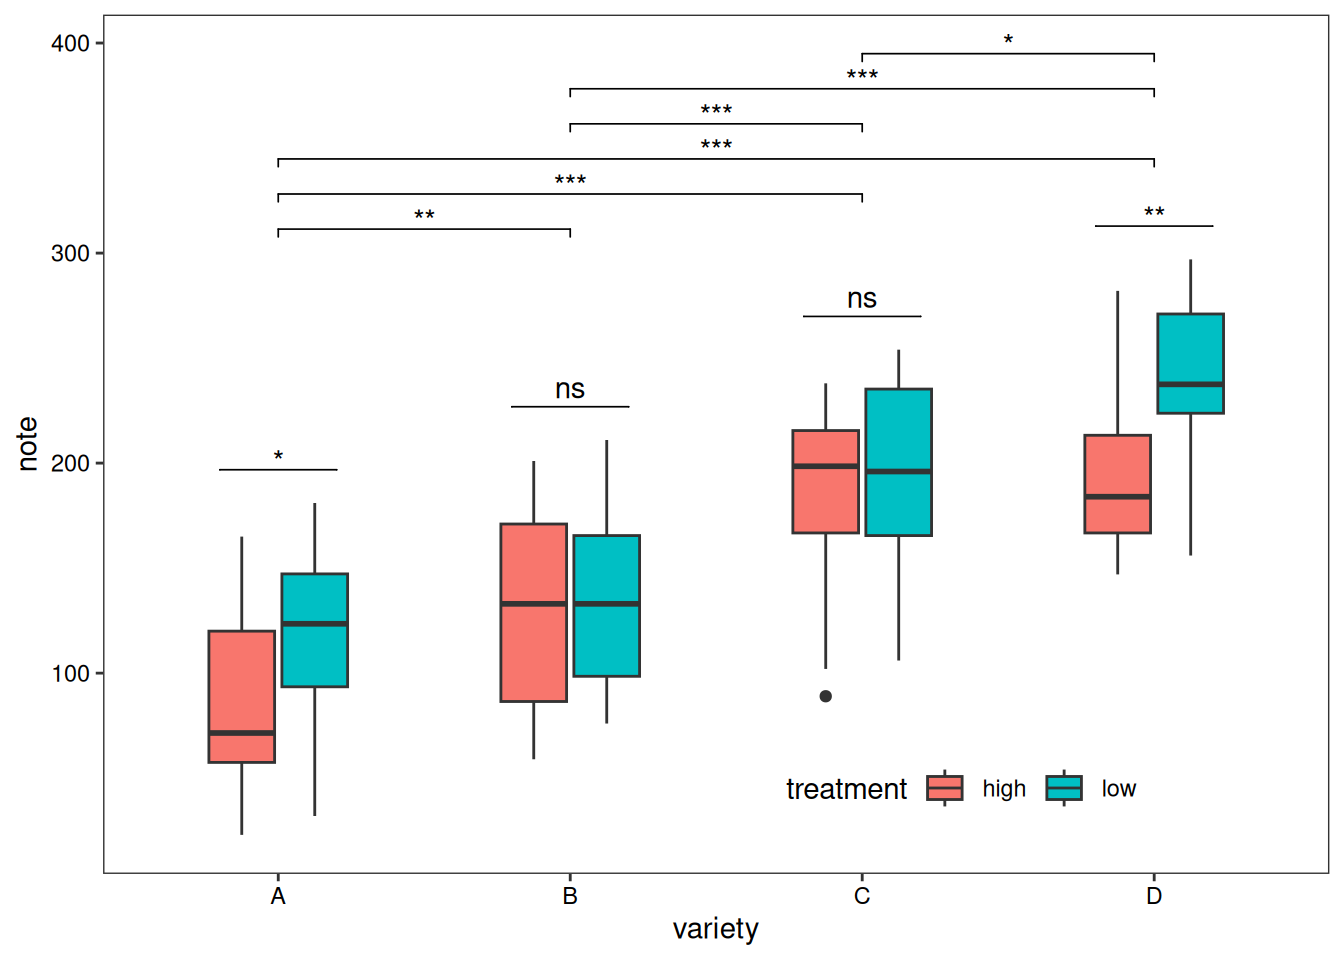 400
*
***
***
***
***
**
**
300
ns
ns
*
note
200
100
treatment high low
A B C D
variety